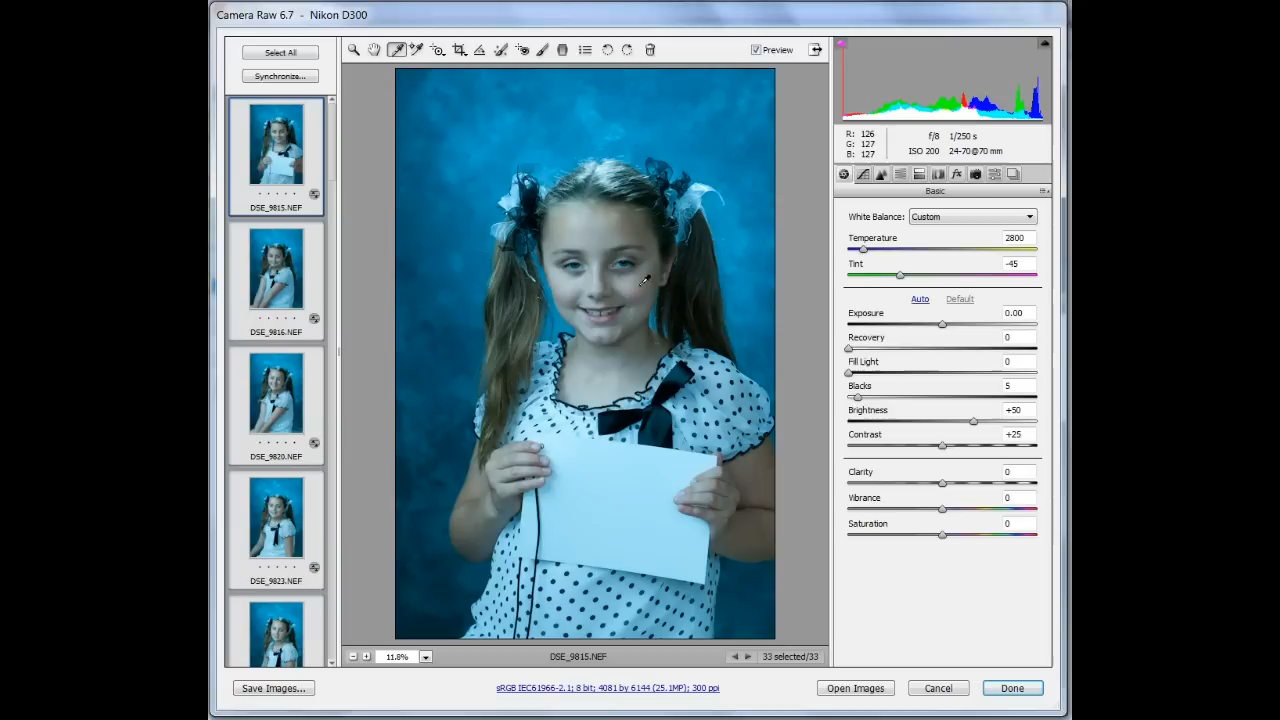 Camera Raw 6.7 - Nikon D300
Select All
Synchronize...
Preview
R: 126
G: 127
B: 127
f/8 1/250 s
ISO 200 24-70@70 mm
Basic
White Balance: Custom
Temperature 2800
Tint -45
Auto Default
Exposure 0.00
Recovery 0
Fill Light 0
Blacks 5
Brightness +50
Contrast +25
Clarity 0
Vibrance 0
Saturation 0
DSE_9815.NEF
DSE_9816.NEF
DSE_9820.NEF
DSE_9823.NEF
11.8%
DSE_9815.NEF
33 selected/33
Save Images...
sRGB IEC61966-2.1; 8 bit; 4081 by 6144 (25.1MP); 300 ppi
Open Images
Cancel
Done